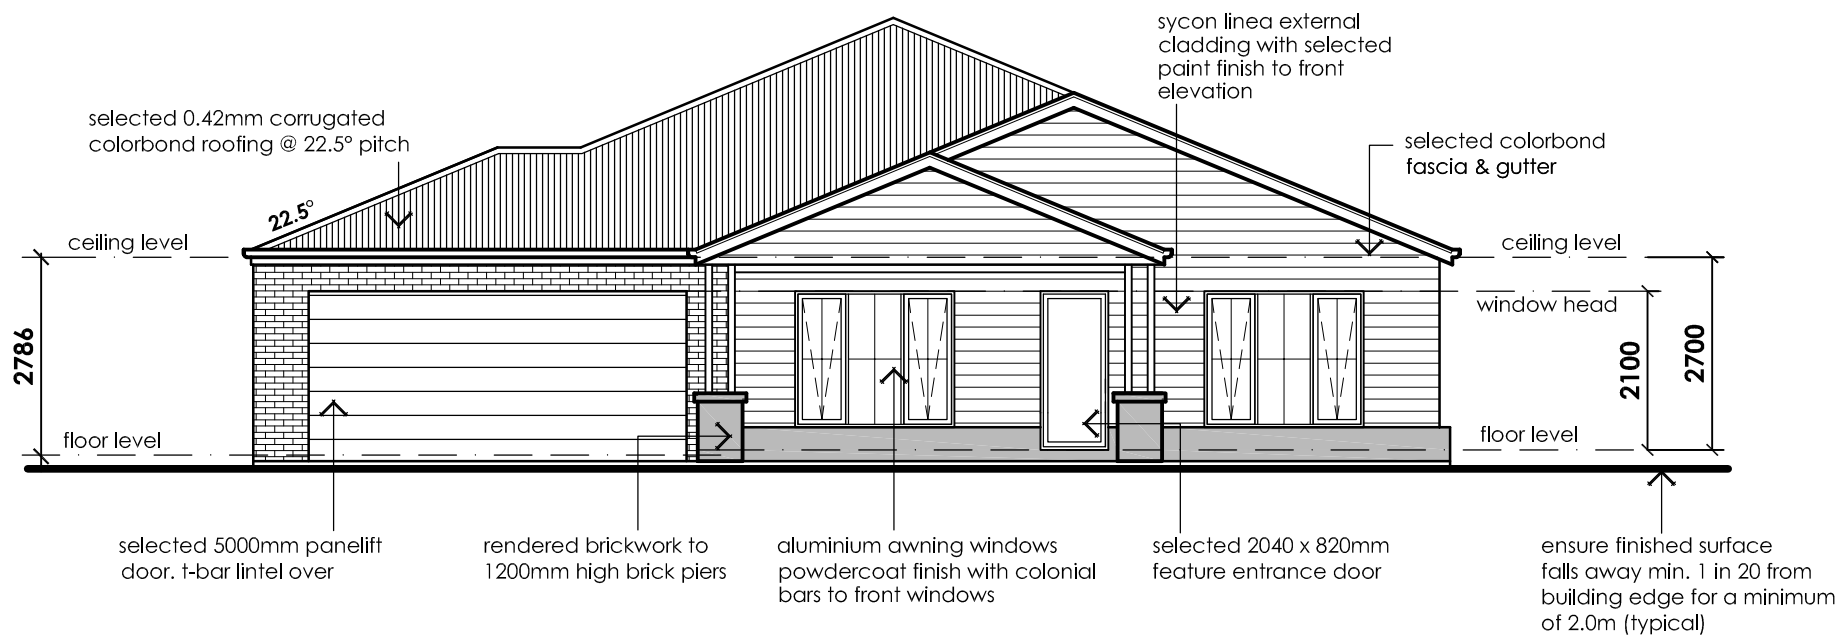 sycon linea external
cladding with selected
paint finish to front
elevation
selected 0.42mm corrugated
colorbond roofing @ 22.5° pitch
selected colorbond
fascia & gutter
22.5°
ceiling level
ceiling level
window head
2786
2100
2700
floor level
floor level
selected 5000mm panelift
door. t-bar lintel over
rendered brickwork to
1200mm high brick piers
aluminium awning windows
powdercoat finish with colonial
bars to front windows
selected 2040 x 820mm
feature entrance door
ensure finished surface
falls away min. 1 in 20 from
building edge for a minimum
of 2.0m (typical)